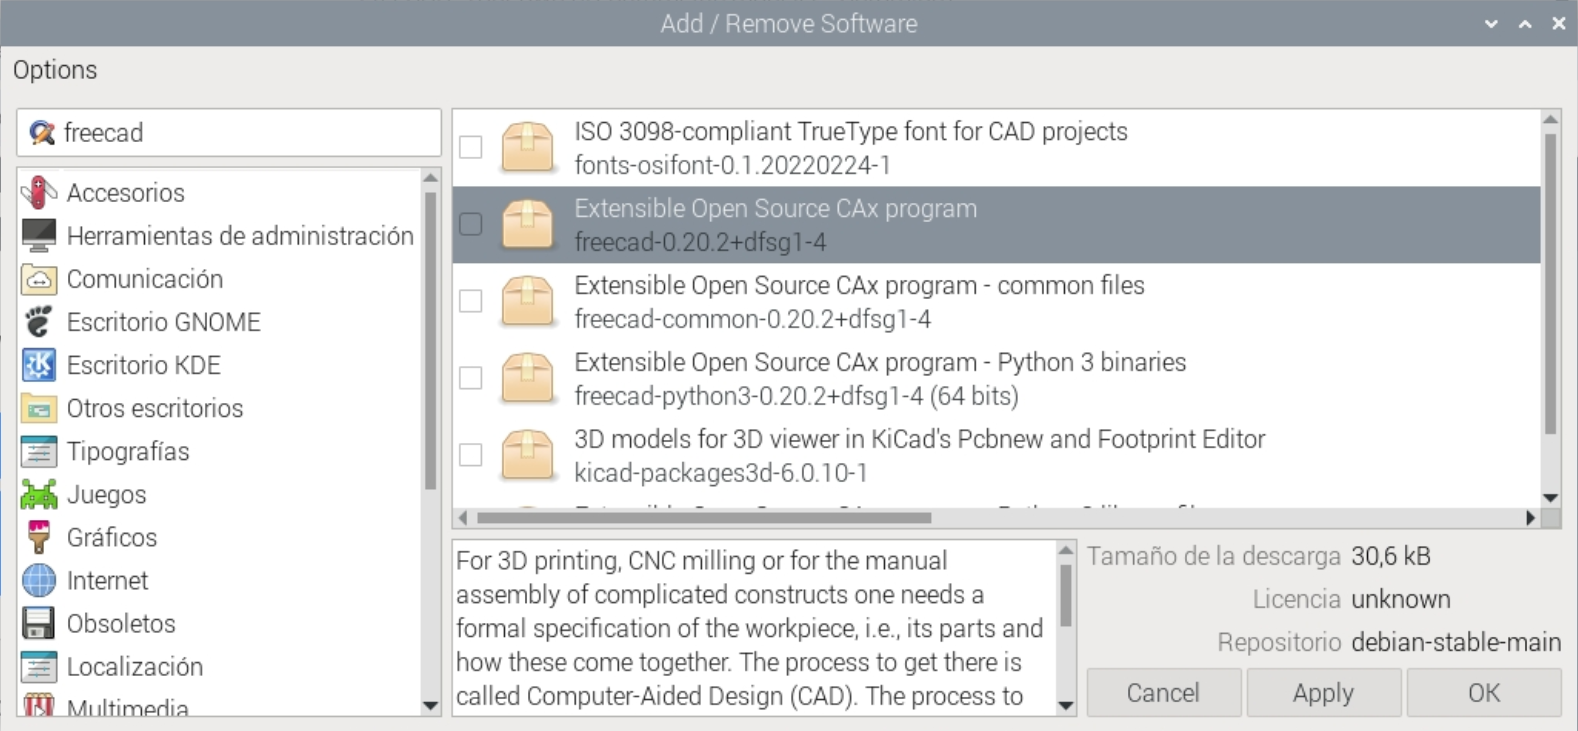 Add / Remove Software
Options
freecad
Accesorios
Herramientas de administración
Comunicación
Escritorio GNOME
Escritorio KDE
Otros escritorios
Tipografías
Juegos
Gráficos
Internet
Obsoletos
Localización
Multimedia
ISO 3098-compliant TrueType font for CAD projects
fonts-osifont-0.1.20220224-1
Extensible Open Source CAx program
freecad-0.20.2+dfsg1-4
Extensible Open Source CAx program - common files
freecad-common-0.20.2+dfsg1-4
Extensible Open Source CAx program - Python 3 binaries
freecad-python3-0.20.2+dfsg1-4 (64 bits)
3D models for 3D viewer in KiCad's Pcbnew and Footprint Editor
kicad-packages3d-6.0.10-1
For 3D printing, CNC milling or for the manual
assembly of complicated constructs one needs a
formal specification of the workpiece, i.e., its parts and
how these come together. The process to get there is
called Computer-Aided Design (CAD). The process to
Tamaño de la descarga 30,6 kB
Licencia unknown
Repositorio debian-stable-main
Cancel Apply OK